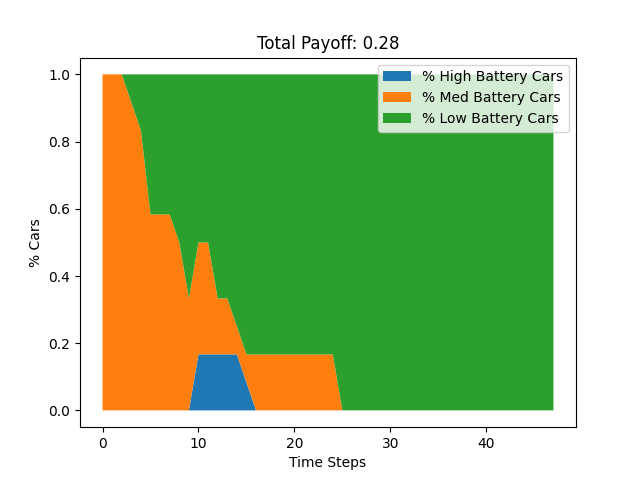 Total Payoff: 0.28
% High Battery Cars
% Med Battery Cars
% Low Battery Cars
% Cars
1.0
0.8
0.6
0.4
0.2
0.0
0
10
20
30
40
Time Steps